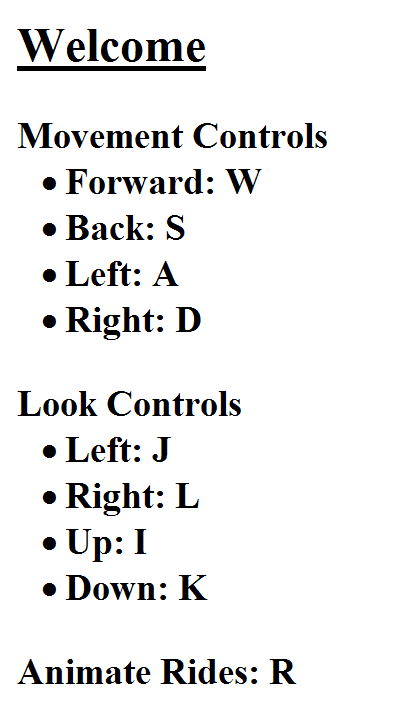 Welcome
Movement Controls
• Forward: W
• Back: S
• Left: A
• Right: D
Look Controls
• Left: J
• Right: L
• Up: I
• Down: K
Animate Rides: R